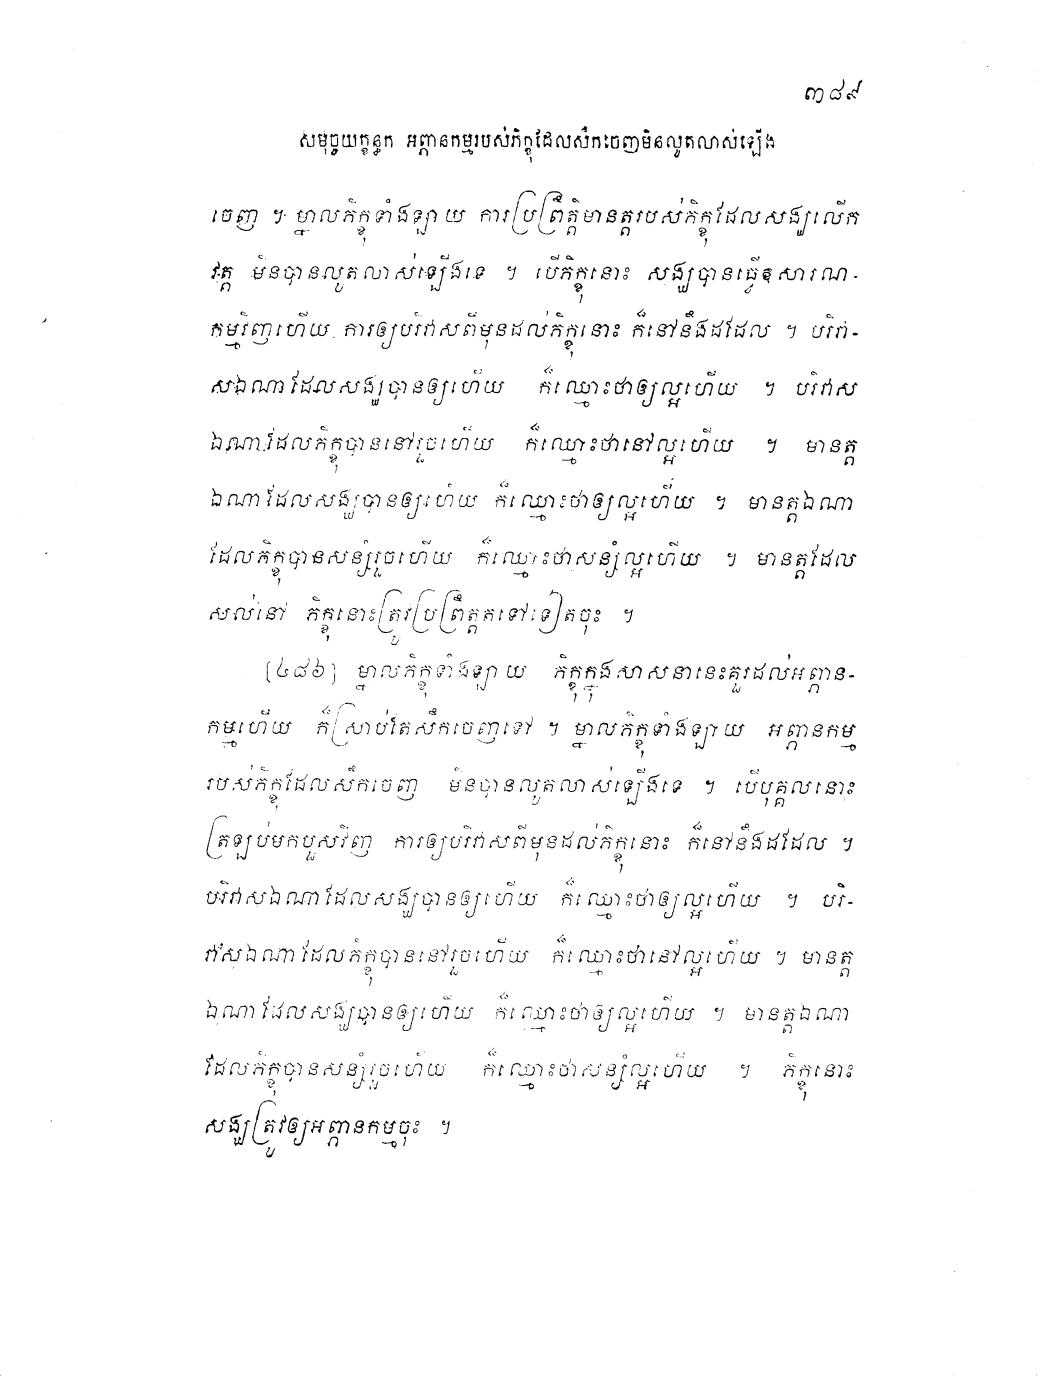 ៣៨៩
សមុច្ចយក្ខន្ធក អព្ភានកម្មរបស់ភិក្ខុដែលសឹកចេញមិនលូតលាស់ឡើង
ចេញ ។ ម្នាលភិក្ខុទាំងឡាយ ការប្រព្រឹត្តិមានត្តរបស់ភិក្ខុដែលសង្ឃលើក
វត្ត មិនបានលូតលាស់ឡើងទេ ។ បើភិក្ខុនោះ សង្ឃបានធ្វើឧសារណ-
កម្មវិញហើយ ការឲ្យបរិវាសពីមុនដល់ភិក្ខុនោះ ក៏នៅនឹងដដែល ។ បរិវា-
សឯណាដែលសង្ឃបានឲ្យហើយ ក៏ឈ្មោះថាឲ្យល្អហើយ ។ បរិវាស
ឯណាដែលភិក្ខុបាននៅរួចហើយ ក៏ឈ្មោះថានៅល្អហើយ ។ មានត្ត
ឯណាដែលសង្ឃបានឲ្យហើយ ក៏ឈ្មោះថាឲ្យល្អហើយ ។ មានត្តឯណា
ដែលភិក្ខុបានសន្សំរួចហើយ ក៏ឈ្មោះថាសន្សំល្អហើយ ។ មានត្តដែល
សល់នៅ ភិក្ខុនោះត្រូវប្រព្រឹត្តតទៅទៀតចុះ ។
[៤៨៦] ម្នាលភិក្ខុទាំងឡាយ ភិក្ខុក្នុងសាសនានេះគួរដល់អព្ភាន-
កម្មហើយ ក៏ស្រាប់តែសឹកចេញទៅ ។ ម្នាលភិក្ខុទាំងឡាយ អព្ភានកម្ម
របស់ភិក្ខុដែលសឹកចេញ មិនបានលូតលាស់ឡើងទេ ។ បើបុគ្គលនោះ
ត្រឡប់មកបួសវិញ ការឲ្យបរិវាសពីមុនដល់ភិក្ខុនោះ ក៏នៅនឹងដដែល ។
បរិវាសឯណាដែលសង្ឃបានឲ្យហើយ ក៏ឈ្មោះថាឲ្យល្អហើយ ។ បរិ-
វាសឯណាដែលភិក្ខុបាននៅរួចហើយ ក៏ឈ្មោះថានៅល្អហើយ ។ មានត្ត
ឯណាដែលសង្ឃបានឲ្យហើយ ក៏ឈ្មោះថាឲ្យល្អហើយ ។ មានត្តឯណា
ដែលភិក្ខុបានសន្សំរួចហើយ ក៏ឈ្មោះថាសន្សំល្អហើយ ។ ភិក្ខុនោះ
សង្ឃត្រូវឲ្យអព្ភានកម្មចុះ ។